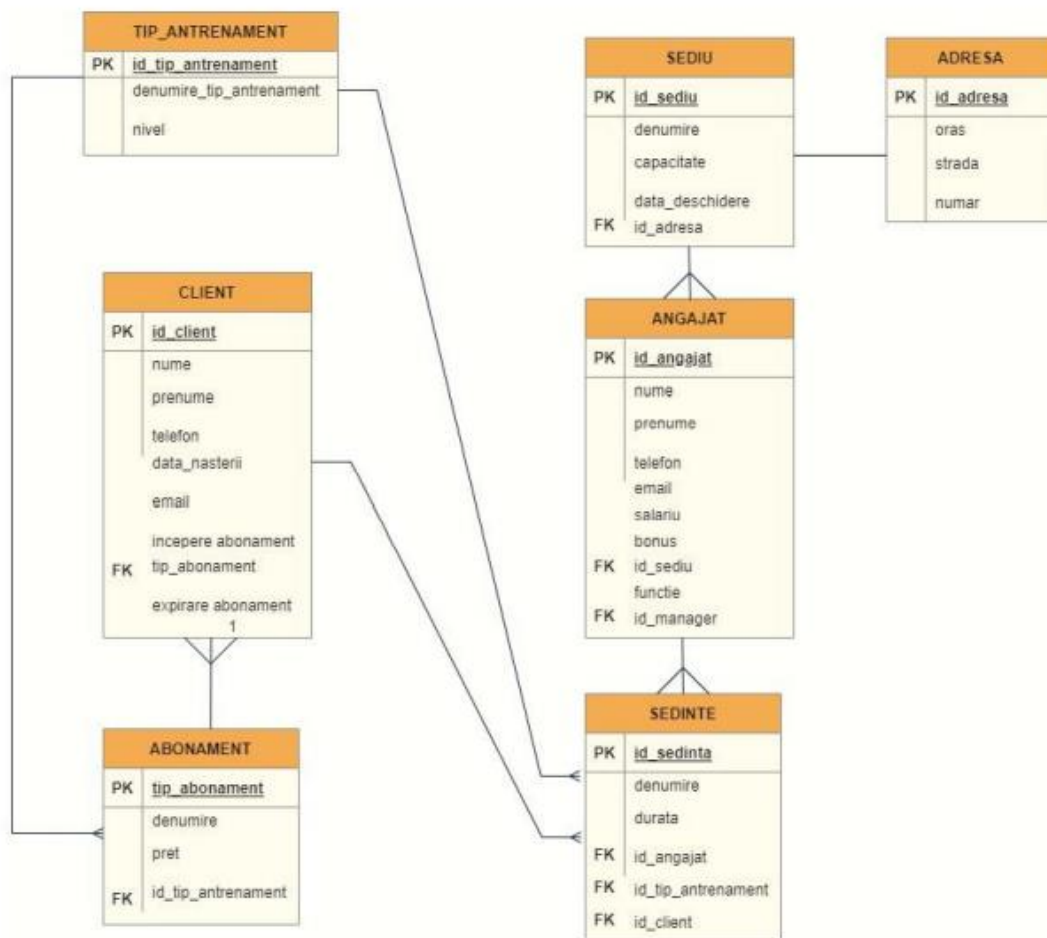 TIP_ANTRENAMENT
PK id_tip_antrenament
denumire_tip_antrenament
nivel
SEDIU
PK id_sediu
denumire
capacitate
data_deschidere
FK id_adresa
ADRESA
PK id_adresa
oras
strada
numar
CLIENT
PK id_client
nume
prenume
telefon
data_nasterii
email
incepere abonament
FK tip_abonament
expirare abonament
1
ANGAJAT
PK id_angajat
nume
prenume
telefon
email
salariu
bonus
FK id_sediu
functie
FK id_manager
ABONAMENT
PK tip_abonament
denumire
pret
FK id_tip_antrenament
SEDINTE
PK id_sedinta
denumire
durata
FK id_angajat
FK id_tip_antrenament
FK id_client